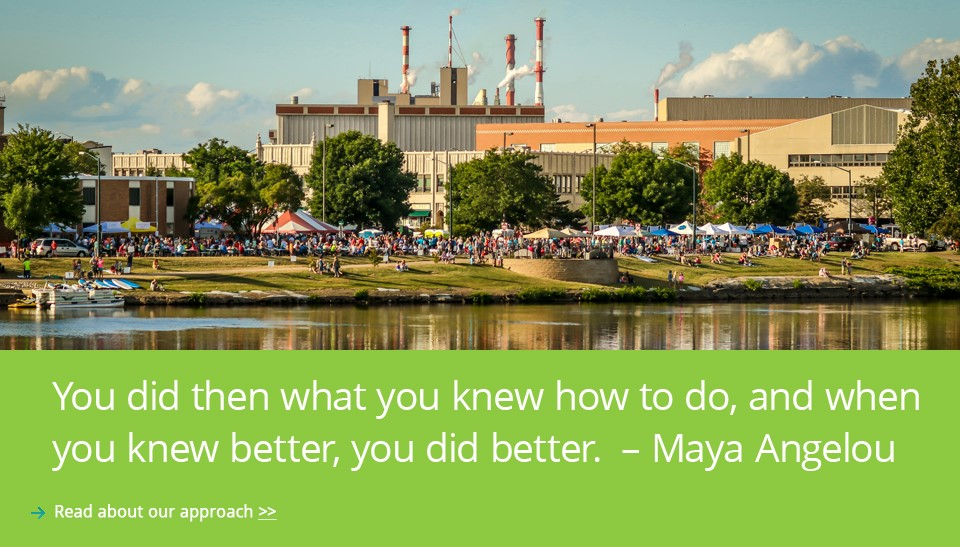 You did then what you knew how to do, and when
you knew better, you did better.  – Maya Angelou
→ Read about our approach >>